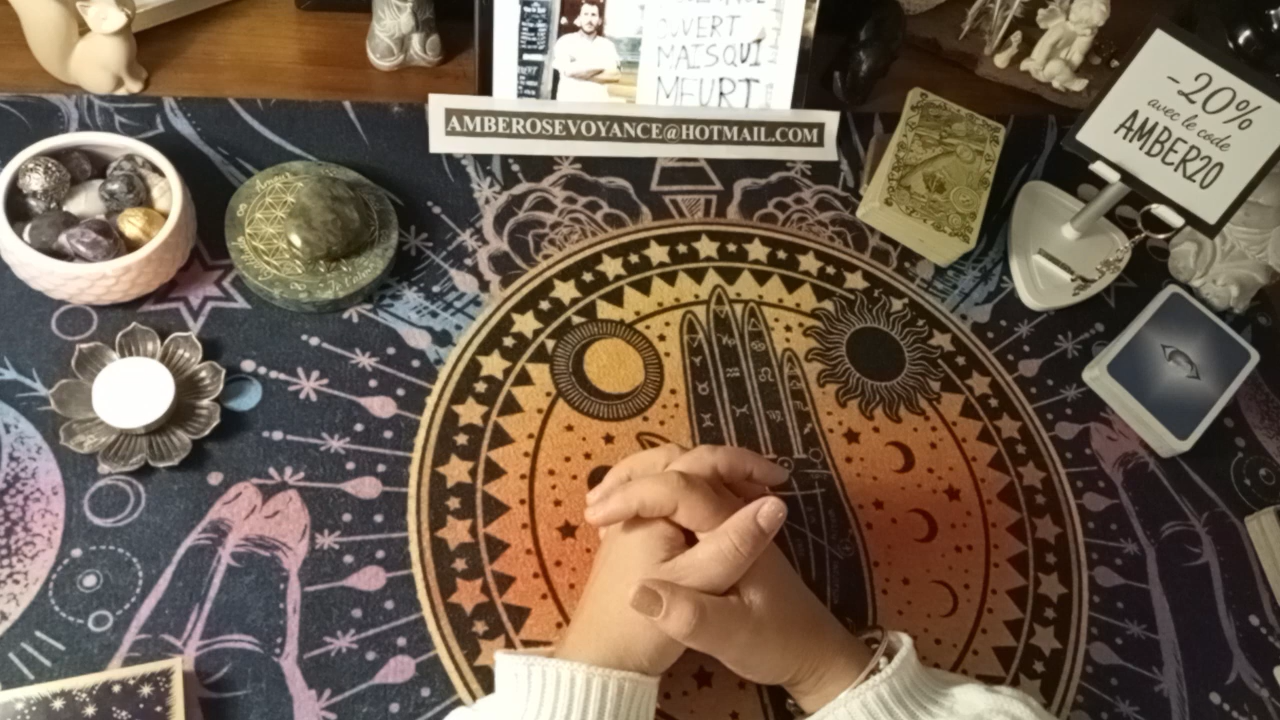 OUVERT
MAIS QUI
MEURT
AMBEROSEVOYANCE@HOTMAIL.COM
-20%
avec le code
AMBER20